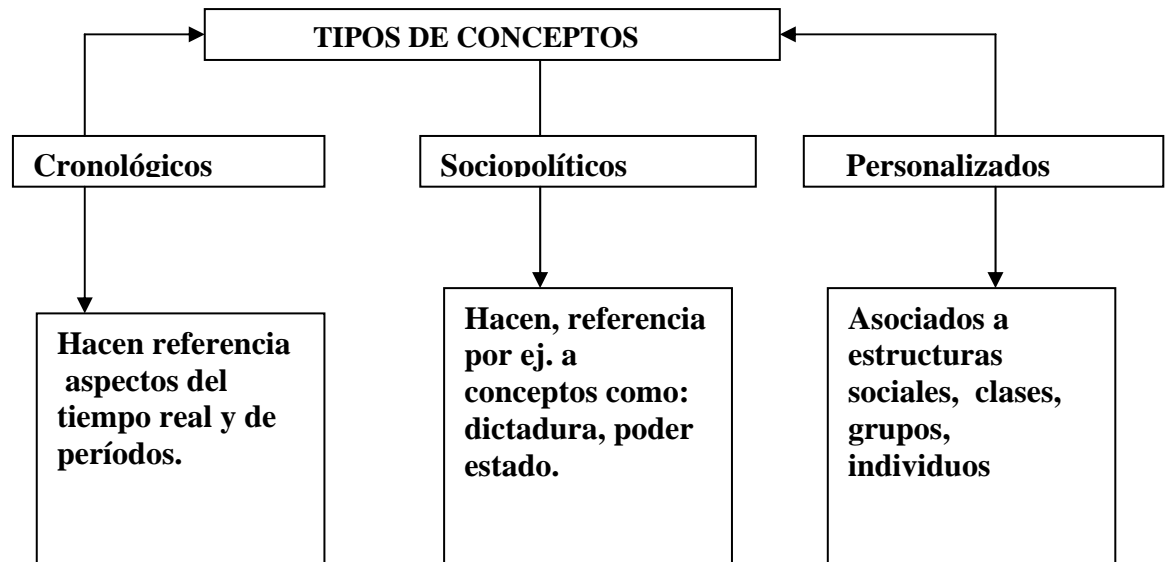 TIPOS DE CONCEPTOS
Cronológicos
Sociopolíticos
Personalizados
Hacen referencia
aspectos del
tiempo real y de
períodos.
Hacen, referencia
por ej. a
conceptos como:
dictadura, poder
estado.
Asociados a
estructuras
sociales, clases,
grupos,
individuos